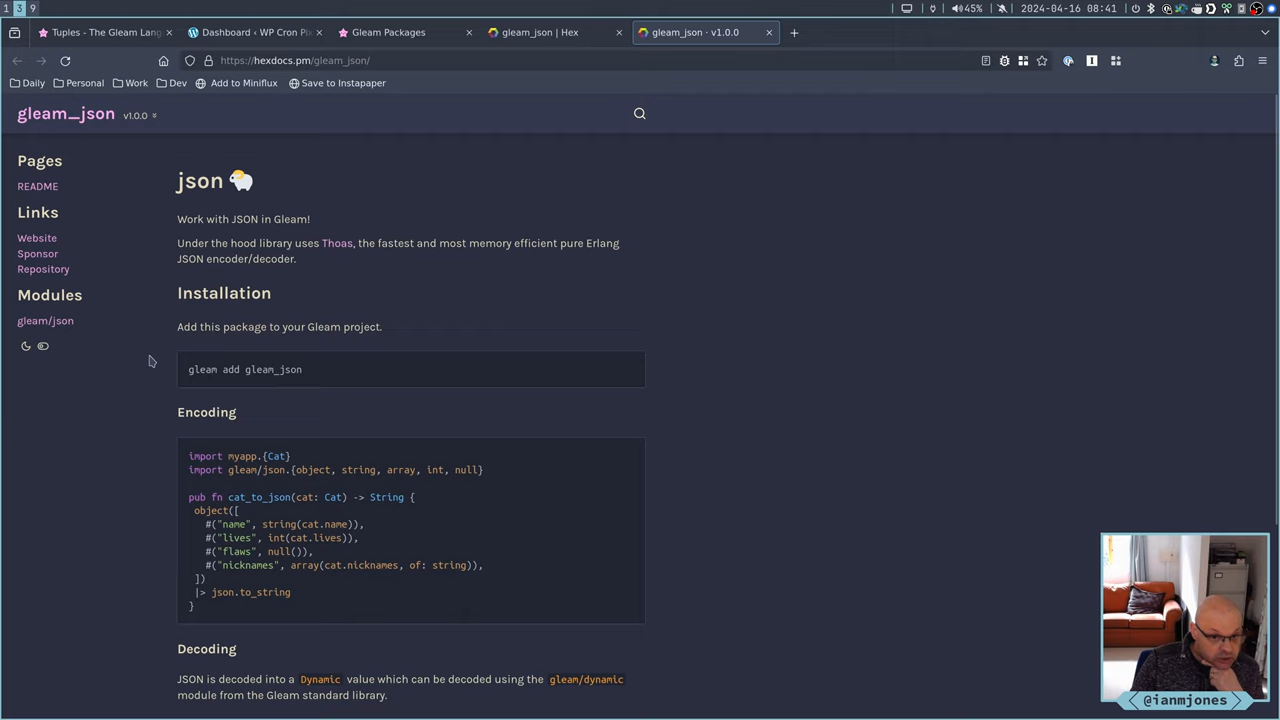 1 3 9
45%
2024-04-16 08:41
Tuples - The Gleam Lang
Dashboard ‹ WP Cron Pix
Gleam Packages
gleam_json | Hex
gleam_json · v1.0.0
https://hexdocs.pm/gleam_json/
Daily
Personal
Work
Dev
Add to Miniflux
Save to Instapaper
gleam_json v1.0.0
Pages
README
Links
Website
Sponsor
Repository
Modules
gleam/json
json
Work with JSON in Gleam!
Under the hood library uses Thoas, the fastest and most memory efficient pure Erlang
JSON encoder/decoder.
Installation
Add this package to your Gleam project.
gleam add gleam_json
Encoding
import myapp.{Cat}
import gleam/json.{object, string, array, int, null}
pub fn cat_to_json(cat: Cat) -> String {
object([
#("name", string(cat.name)),
#("lives", int(cat.lives)),
#("flaws", null()),
#("nicknames", array(cat.nicknames, of: string)),
])
|> json.to_string
}
Decoding
JSON is decoded into a Dynamic value which can be decoded using the gleam/dynamic
module from the Gleam standard library.
@ianmjones